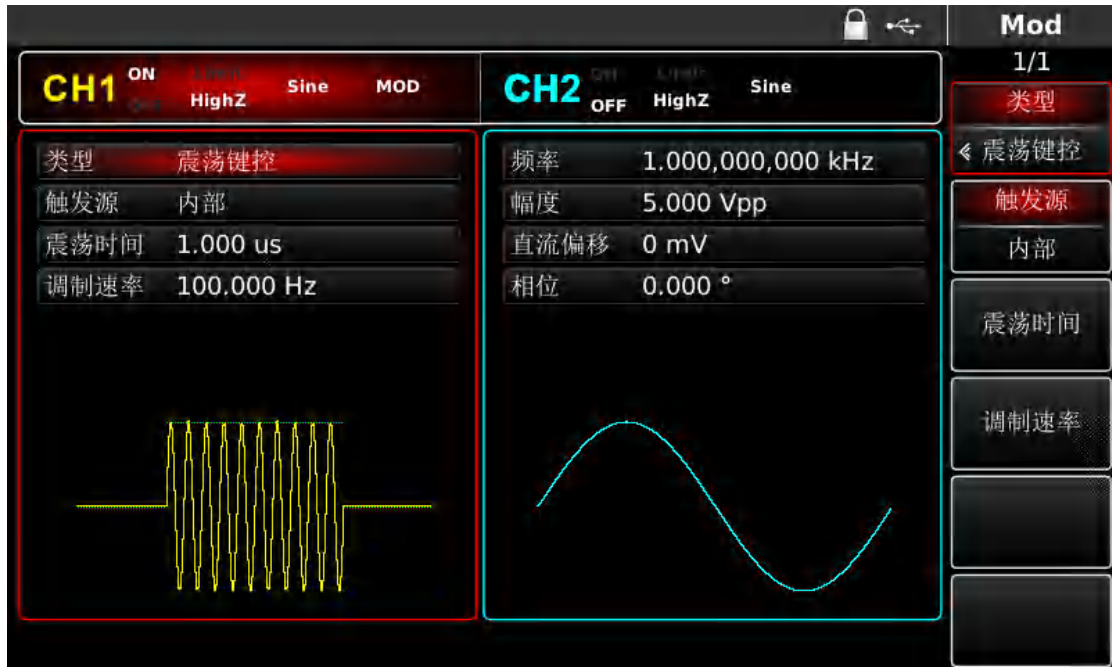 Mod
1/1
CH1 ON HighZ Sine MOD
CH2 OFF HighZ Sine
类型 震荡键控
触发源 内部
震荡时间 1.000 us
调制速率 100.000 Hz
频率 1.000,000,000 kHz
幅度 5.000 Vpp
直流偏移 0 mV
相位 0.000 °
类型
震荡键控
触发源
内部
震荡时间
调制速率